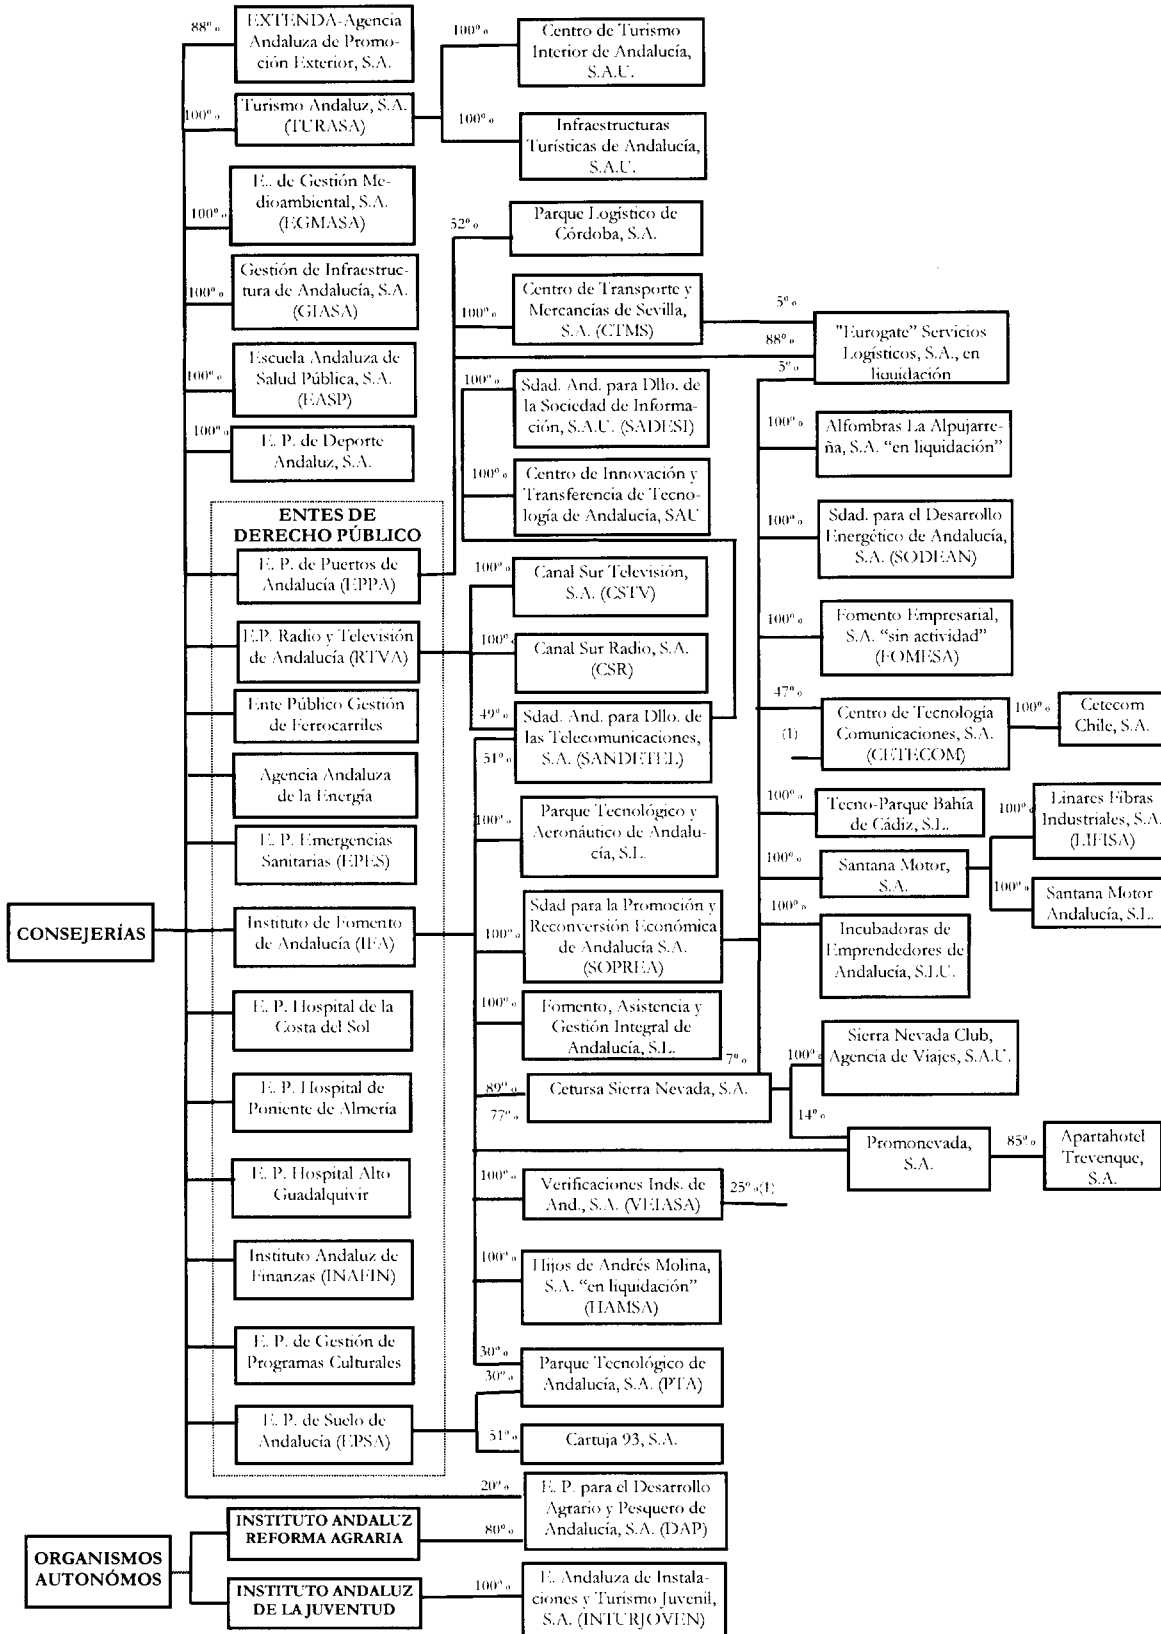 88%
EXTENDA-Agencia
Andaluza de Promo-
ción Exterior, S.A.
100%
Turismo Andaluz, S.A.
(TURASA)
100%
Centro de Turismo
Interior de Andalucía,
S.A.U.
100%
Infraestructuras
Turísticas de Andalucía,
S.A.U.
100%
E. de Gestión Me-
dioambiental, S.A.
(EGMASA)
100%
Gestión de Infraestruc-
tura de Andalucía, S.A.
(GIASA)
100%
Escuela Andaluza de
Salud Pública, S.A.
(EASP)
100%
E. P. de Deporte
Andaluz, S.A.
ENTES DE
DERECHO PÚBLICO
E. P. de Puertos de
Andalucía (EPPA)
E.P. Radio y Televisión
de Andalucía (RTVA)
Ente Público Gestión
de Ferrocarriles
Agencia Andaluza
de la Energía
E. P. Emergencias
Sanitarias (EPES)
CONSEJERÍAS
Instituto de Fomento
de Andalucía (IFA)
E. P. Hospital de la
Costa del Sol
E. P. Hospital de
Poniente de Almería
E. P. Hospital Alto
Guadalquivir
Instituto Andaluz de
Finanzas (INAFIN)
E. P. de Gestión de
Programas Culturales
E. P. de Suelo de
Andalucía (EPSA)
52%
Parque Logístico de
Córdoba, S.A.
100%
Centro de Transporte y
Mercancías de Sevilla,
S.A. (CTMS)
100%
Sdad. And. para Dllo. de
la Sociedad de Informa-
ción, S.A.U. (SADESI)
100%
Centro de Innovación y
Transferencia de Tecno-
logía de Andalucía, SAU
100%
Canal Sur Televisión,
S.A. (CSTV)
100%
Canal Sur Radio, S.A.
(CSR)
49%
51%
Sdad. And. para Dllo. de
las Telecomunicaciones,
S.A. (SANDETEL)
100%
Parque Tecnológico y
Aeronáutico de Andalu-
cía, S.L.
100%
Sdad para la Promoción y
Reconversión Económica
de Andalucía S.A.
(SOPREA)
100%
Fomento, Asistencia y
Gestión Integral de
Andalucía, S.L.
7%
89%
77%
Cetursa Sierra Nevada, S.A.
100%
Verificaciones Inds. de
And., S.A. (VEIASA)
25%(1)
100%
Hijos de Andrés Molina,
S.A. "en liquidación"
(HAMSA)
30%
30%
Parque Tecnológico de
Andalucía, S.A. (PTA)
51%
Cartuja 93, S.A.
5%
88%
5%
"Eurogate" Servicios
Logísticos, S.A., en
liquidación
100%
Alfombras La Alpujarre-
ña, S.A. "en liquidación"
100%
Sdad. para el Desarrollo
Energético de Andalucía,
S.A. (SODEAN)
100%
Fomento Empresarial,
S.A. "sin actividad"
(FOMESA)
47%
(1)
Centro de Tecnología
Comunicaciones, S.A.
(CETECOM)
100%
Cetecom
Chile, S.A.
100%
Tecno-Parque Bahía
de Cádiz, S.L.
100%
Santana Motor,
S.A.
100%
Linares Fibras
Industriales, S.A.
(LIFISA)
100%
Santana Motor
Andalucía, S.L.
100%
Incubadoras de
Emprendedores de
Andalucía, S.L.U.
100%
Sierra Nevada Club,
Agencia de Viajes, S.A.U.
14%
Promonevada,
S.A.
85%
Apartahotel
Trevenque,
S.A.
20%
E. P. para el Desarrollo
Agrario y Pesquero de
Andalucía, S.A. (DAP)
ORGANISMOS
AUTONÓMOS
INSTITUTO ANDALUZ
REFORMA AGRARIA
80%
INSTITUTO ANDALUZ
DE LA JUVENTUD
100%
E. Andaluza de Instala-
ciones y Turismo Juvenil,
S.A. (INTURJOVEN)